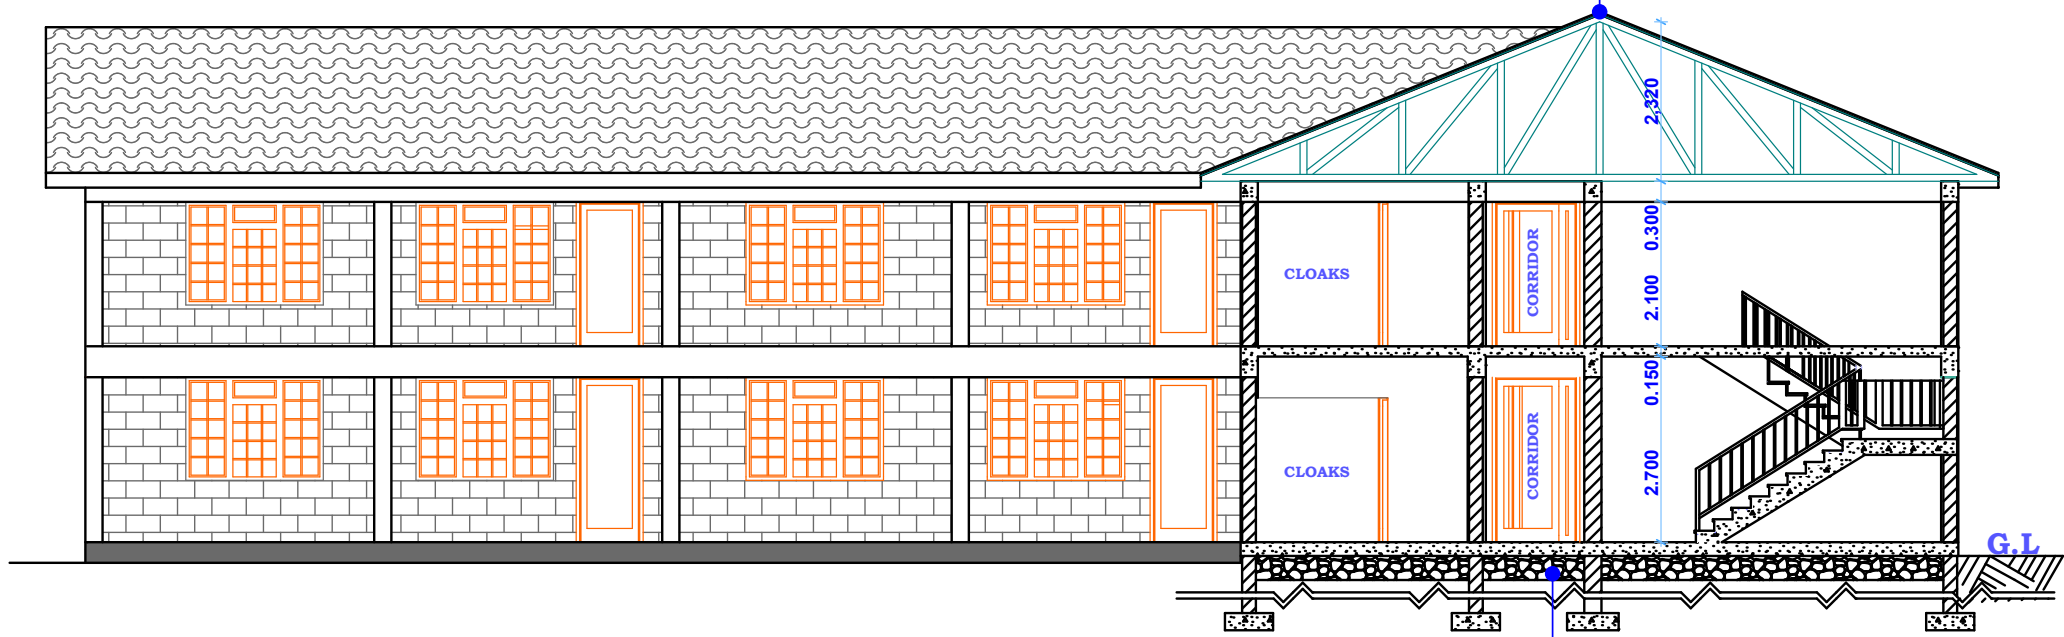 2.320
0.300
CLOAKS
CORRIDOR
2.100
0.150
CLOAKS
CORRIDOR
2.700
G.L